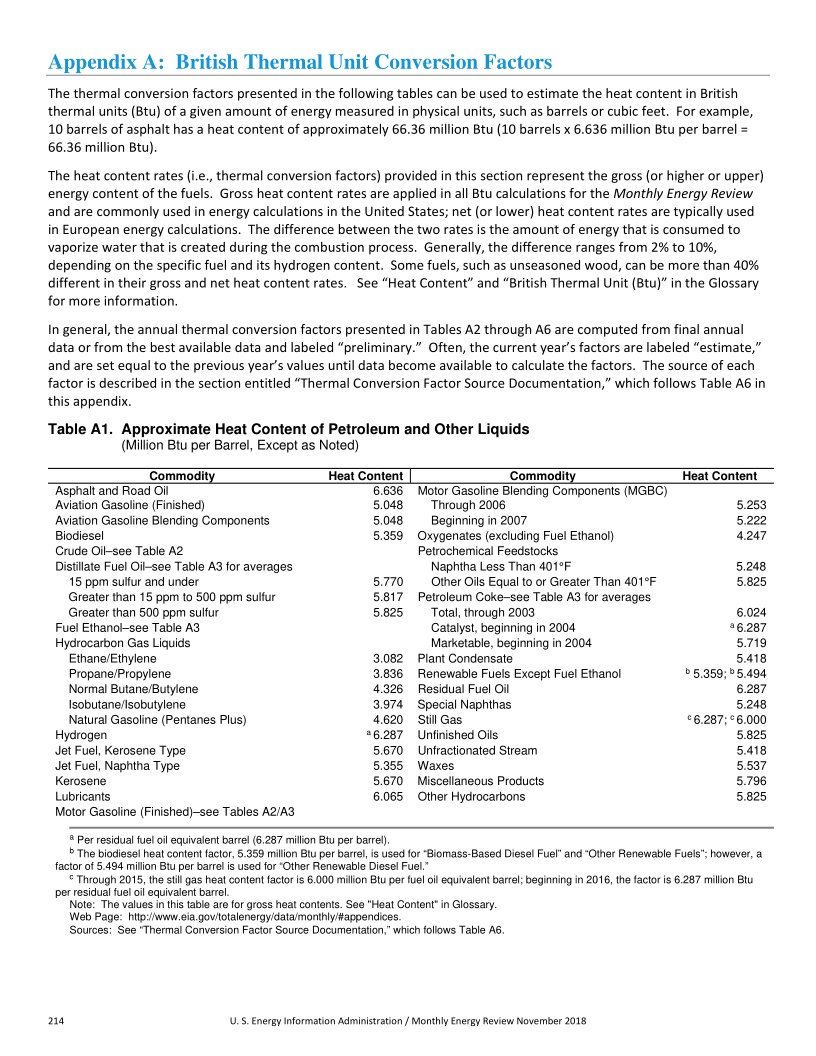 Appendix A:  British Thermal Unit Conversion Factors
The thermal conversion factors presented in the following tables can be used to estimate the heat content in British
thermal units (Btu) of a given amount of energy measured in physical units, such as barrels or cubic feet.  For example,
10 barrels of asphalt has a heat content of approximately 66.36 million Btu (10 barrels x 6.636 million Btu per barrel =
66.36 million Btu).
The heat content rates (i.e., thermal conversion factors) provided in this section represent the gross (or higher or upper)
energy content of the fuels.  Gross heat content rates are applied in all Btu calculations for the Monthly Energy Review
and are commonly used in energy calculations in the United States; net (or lower) heat content rates are typically used
in European energy calculations.  The difference between the two rates is the amount of energy that is consumed to
vaporize water that is created during the combustion process.  Generally, the difference ranges from 2% to 10%,
depending on the specific fuel and its hydrogen content.  Some fuels, such as unseasoned wood, can be more than 40%
different in their gross and net heat content rates.   See “Heat Content” and “British Thermal Unit (Btu)” in the Glossary
for more information.
In general, the annual thermal conversion factors presented in Tables A2 through A6 are computed from final annual
data or from the best available data and labeled “preliminary.”  Often, the current year’s factors are labeled “estimate,”
and are set equal to the previous year’s values until data become available to calculate the factors.  The source of each
factor is described in the section entitled “Thermal Conversion Factor Source Documentation,” which follows Table A6 in
this appendix.
Table A1.  Approximate Heat Content of Petroleum and Other Liquids
(Million Btu per Barrel, Except as Noted)
Commodity Heat Content Commodity Heat Content
Asphalt and Road Oil 6.636 Motor Gasoline Blending Components (MGBC)
Aviation Gasoline (Finished) 5.048 Through 2006 5.253
Aviation Gasoline Blending Components 5.048 Beginning in 2007 5.222
Biodiesel 5.359 Oxygenates (excluding Fuel Ethanol) 4.247
Crude Oil–see Table A2 Petrochemical Feedstocks
Distillate Fuel Oil–see Table A3 for averages Naphtha Less Than 401°F 5.248
15 ppm sulfur and under 5.770 Other Oils Equal to or Greater Than 401°F 5.825
Greater than 15 ppm to 500 ppm sulfur 5.817 Petroleum Coke–see Table A3 for averages
Greater than 500 ppm sulfur 5.825 Total, through 2003 6.024
Fuel Ethanol–see Table A3 Catalyst, beginning in 2004 a 6.287
Hydrocarbon Gas Liquids Marketable, beginning in 2004 5.719
Ethane/Ethylene 3.082 Plant Condensate 5.418
Propane/Propylene 3.836 Renewable Fuels Except Fuel Ethanol b 5.359; b 5.494
Normal Butane/Butylene 4.326 Residual Fuel Oil 6.287
Isobutane/Isobutylene 3.974 Special Naphthas 5.248
Natural Gasoline (Pentanes Plus) 4.620 Still Gas c 6.287; c 6.000
Hydrogen a 6.287 Unfinished Oils 5.825
Jet Fuel, Kerosene Type 5.670 Unfractionated Stream 5.418
Jet Fuel, Naphtha Type 5.355 Waxes 5.537
Kerosene 5.670 Miscellaneous Products 5.796
Lubricants 6.065 Other Hydrocarbons 5.825
Motor Gasoline (Finished)–see Tables A2/A3
a Per residual fuel oil equivalent barrel (6.287 million Btu per barrel).
b The biodiesel heat content factor, 5.359 million Btu per barrel, is used for “Biomass-Based Diesel Fuel” and “Other Renewable Fuels”; however, a
factor of 5.494 million Btu per barrel is used for “Other Renewable Diesel Fuel.”
c Through 2015, the still gas heat content factor is 6.000 million Btu per fuel oil equivalent barrel; beginning in 2016, the factor is 6.287 million Btu
per residual fuel oil equivalent barrel.
Note:  The values in this table are for gross heat contents. See "Heat Content" in Glossary.
Web Page:  http://www.eia.gov/totalenergy/data/monthly/#appendices.
Sources:  See “Thermal Conversion Factor Source Documentation,” which follows Table A6.
214 U. S. Energy Information Administration / Monthly Energy Review November 2018